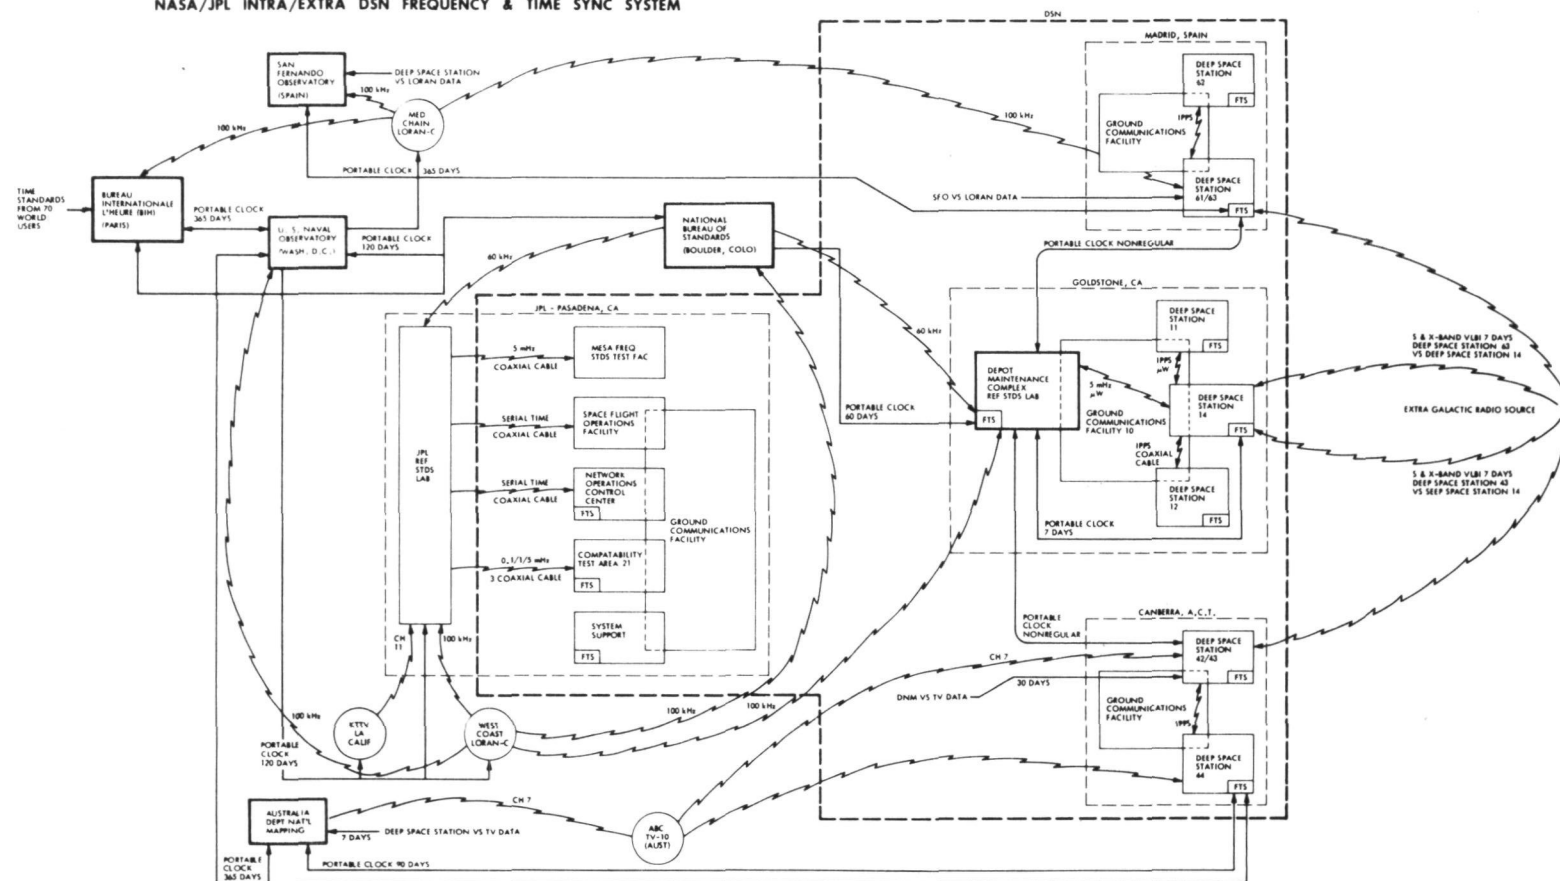 NASA/JPL INTRA/EXTRA DSN FREQUENCY & TIME SYNC SYSTEM
DSN
MADRID, SPAIN
SAN
FERNANDO
OBSERVATORY
(SPAIN)
DEEP SPACE STATION
VS LORAN DATA
100 kHz
MED
CHAIN
LORAN-C
100 kHz
100 kHz
DEEP SPACE
STATION
62
FTS
1PPS
GROUND
COMMUNICATIONS
FACILITY
DEEP SPACE
STATION
61/63
FTS
PORTABLE CLOCK
365 DAYS
SFO VS LORAN DATA
TIME
STANDARDS
FROM 70
WORLD
USERS
BUREAU
INTERNATIONALE
L'HEURE (BIH)
(PARIS)
PORTABLE CLOCK
365 DAYS
U. S. NAVAL
OBSERVATORY
(WASH, D.C.)
PORTABLE CLOCK
120 DAYS
NATIONAL
BUREAU OF
STANDARDS
(BOULDER, COLO)
60 kHz
60 kHz
PORTABLE CLOCK NONREGULAR
GOLDSTONE, CA
JPL - PASADENA, CA
JPL
REF
STDS
LAB
5 mHz
COAXIAL CABLE
MESA FREQ
STDS TEST FAC
SERIAL TIME
COAXIAL CABLE
SPACE FLIGHT
OPERATIONS
FACILITY
SERIAL TIME
COAXIAL CABLE
NETWORK
OPERATIONS
CONTROL
CENTER
FTS
0.1/1/5 mHz
3 COAXIAL CABLE
COMPATABILITY
TEST AREA 21
FTS
SYSTEM
SUPPORT
FTS
GROUND
COMMUNICATIONS
FACILITY
PORTABLE CLOCK
60 DAYS
DEPOT
MAINTENANCE
COMPLEX
REF STDS LAB
FTS
5 mHz
µW
GROUND
COMMUNICATIONS
FACILITY 10
DEEP SPACE
STATION
11
FTS
1PPS
µW
DEEP SPACE
STATION
14
FTS
1PPS
COAXIAL
CABLE
DEEP SPACE
STATION
12
FTS
PORTABLE CLOCK
7 DAYS
S & X-BAND VLBI 7 DAYS
DEEP SPACE STATION 63
VS DEEP SPACE STATION 14
EXTRA GALACTIC RADIO SOURCE
S & X-BAND VLBI 7 DAYS
DEEP SPACE STATION 43
VS SEEP SPACE STATION 14
CANBERRA, A.C.T.
PORTABLE
CLOCK
NONREGULAR
DEEP SPACE
STATION
42/43
FTS
CH 7
DNM VS TV DATA
30 DAYS
GROUND
COMMUNICATIONS
FACILITY
1PPS
DEEP SPACE
STATION
44
FTS
CH
11
100 kHz
KTTV
LA
CALIF
WEST
COAST
LORAN-C
100 kHz
100 kHz
100 kHz
PORTABLE
CLOCK
120 DAYS
AUSTRALIA
DEPT NAT'L
MAPPING
CH 7
7 DAYS
DEEP SPACE STATION VS TV DATA
ABC
TV-10
(AUST)
PORTABLE CLOCK 90 DAYS
PORTABLE
CLOCK
365 DAYS